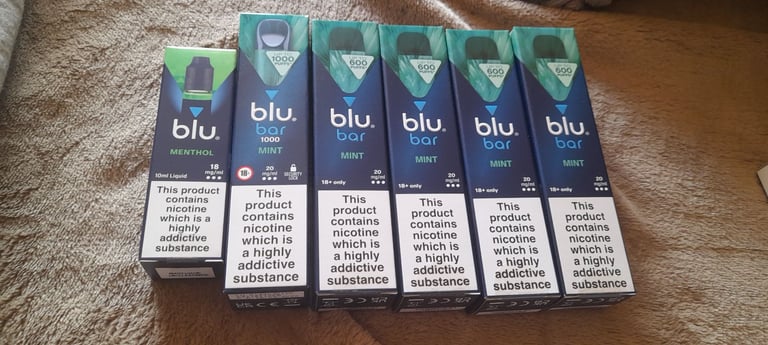 blu.
MENTHOL
18
mg/ml
10ml Liquid
This product
contains
nicotine
which is a
highly
addictive
substance
1000
PUFFS
blu.
bar
1000
MINT
18+
20
mg/ml
SECURITY
LOCK
This product
contains
nicotine
which is a
highly
addictive
substance
600
PUFFS
blu.
bar
MINT
18+ only
20
mg/ml
This
product
contains
nicotine
which is
a highly
addictive
substance
600
PUFFS
blu.
bar
MINT
18+ only
20
mg/ml
This
product
contains
nicotine
which is
a highly
addictive
substance
600
PUFFS
blu.
bar
MINT
18+ only
20
mg/ml
This
product
contains
nicotine
which is
a highly
addictive
substance
600
PUFFS
blu.
bar
MINT
18+ only
20
mg/ml
This
product
contains
nicotine
which is
a highly
addictive
substance